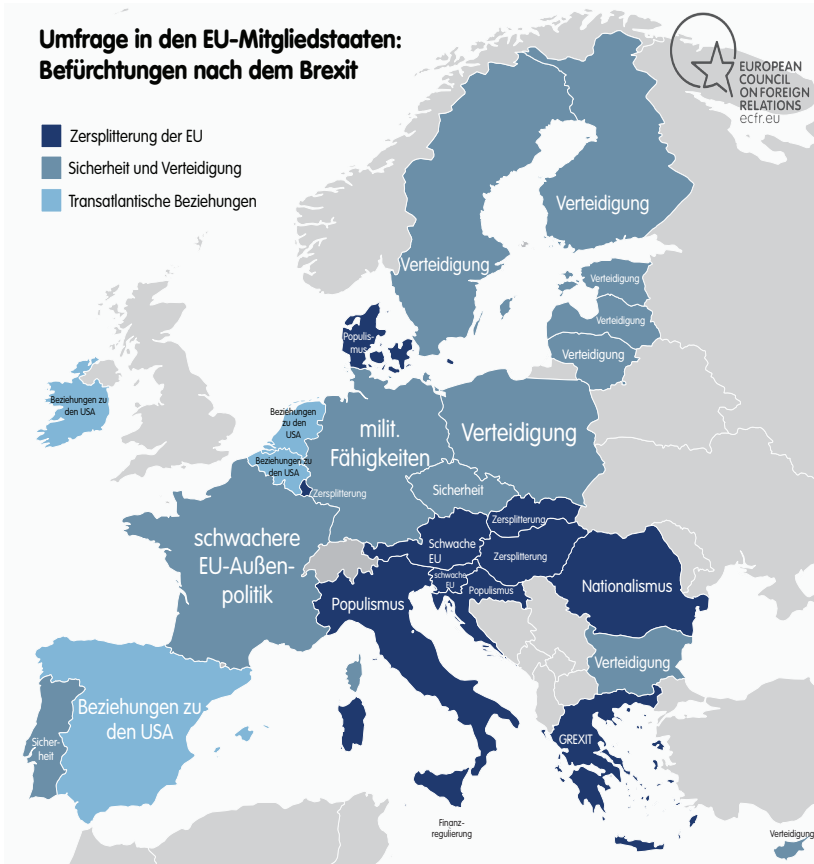 Umfrage in den EU-Mitgliedstaaten:
Befürchtungen nach dem Brexit
EUROPEAN
COUNCIL
ON FOREIGN
RELATIONS
ecfr.eu
Zersplitterung der EU
Sicherheit und Verteidigung
Transatlantische Beziehungen
Verteidigung
Verteidigung
Verteidigung
Verteidigung
Verteidigung
Populis-
mus
Beziehungen zu
den USA
Beziehungen
zu den
USA
milit.
Fähigkeiten
Verteidigung
Beziehungen zu
den USA
Zersplitterung
Sicherheit
Zersplitterung
schwachere
EU-Außen-
politik
Schwache
EU
Zersplitterung
schwache
EU
Populismus
Nationalismus
Populismus
Verteidigung
Beziehungen zu
den USA
Sicher-
heit
GREXIT
Finanz-
regulierung
Verteidigung